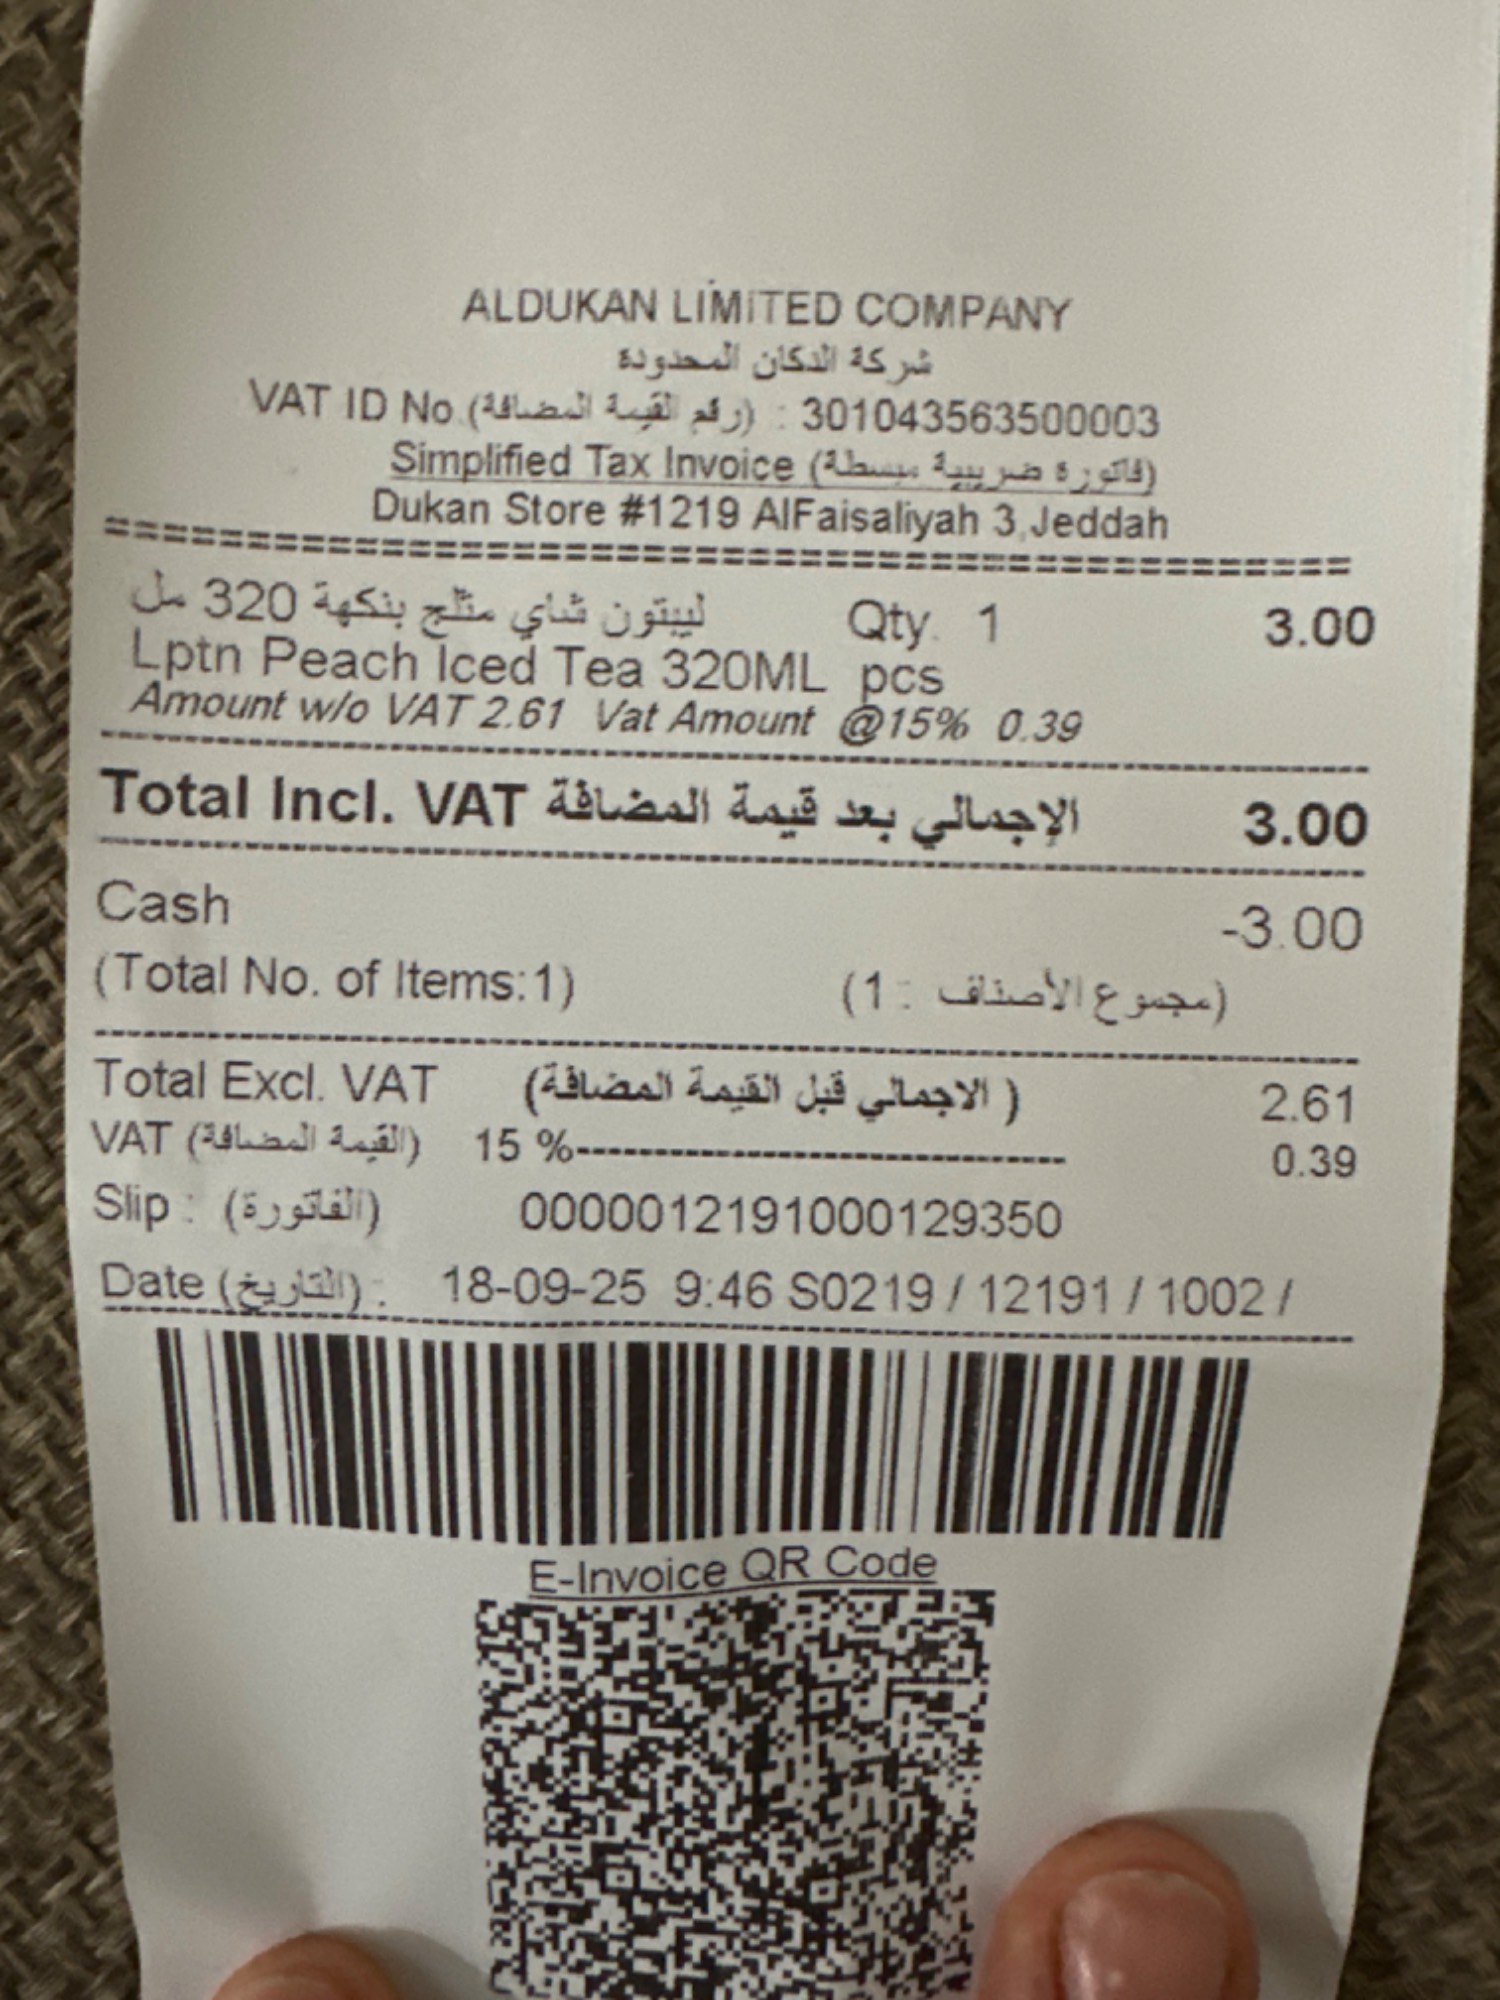 ALDUKAN LIMITED COMPANY
شركة الدكان المحدودة
VAT ID No.(رقم القيمة المضافة) : 301043563500003
Simplified Tax Invoice (فاتورة ضريبية مبسطة)
Dukan Store #1219 AlFaisaliyah 3,Jeddah
ليبتون شاي مثلج بنكهة 320 مل Qty. 1 3.00
Lptn Peach Iced Tea 320ML pcs
Amount w/o VAT 2.61 Vat Amount @15% 0.39
Total Incl. VAT الإجمالي بعد قيمة المضافة 3.00
Cash -3.00
(Total No. of Items:1) (مجموع الأصناف : 1)
Total Excl. VAT (الاجمالي قبل القيمة المضافة ) 2.61
VAT (القيمة المضافة) 15 %------------------------------ 0.39
Slip : (الفاتورة) 0000012191000129350
Date (التاريخ) : 18-09-25 9:46 S0219 / 12191 / 1002 /
E-Invoice QR Code